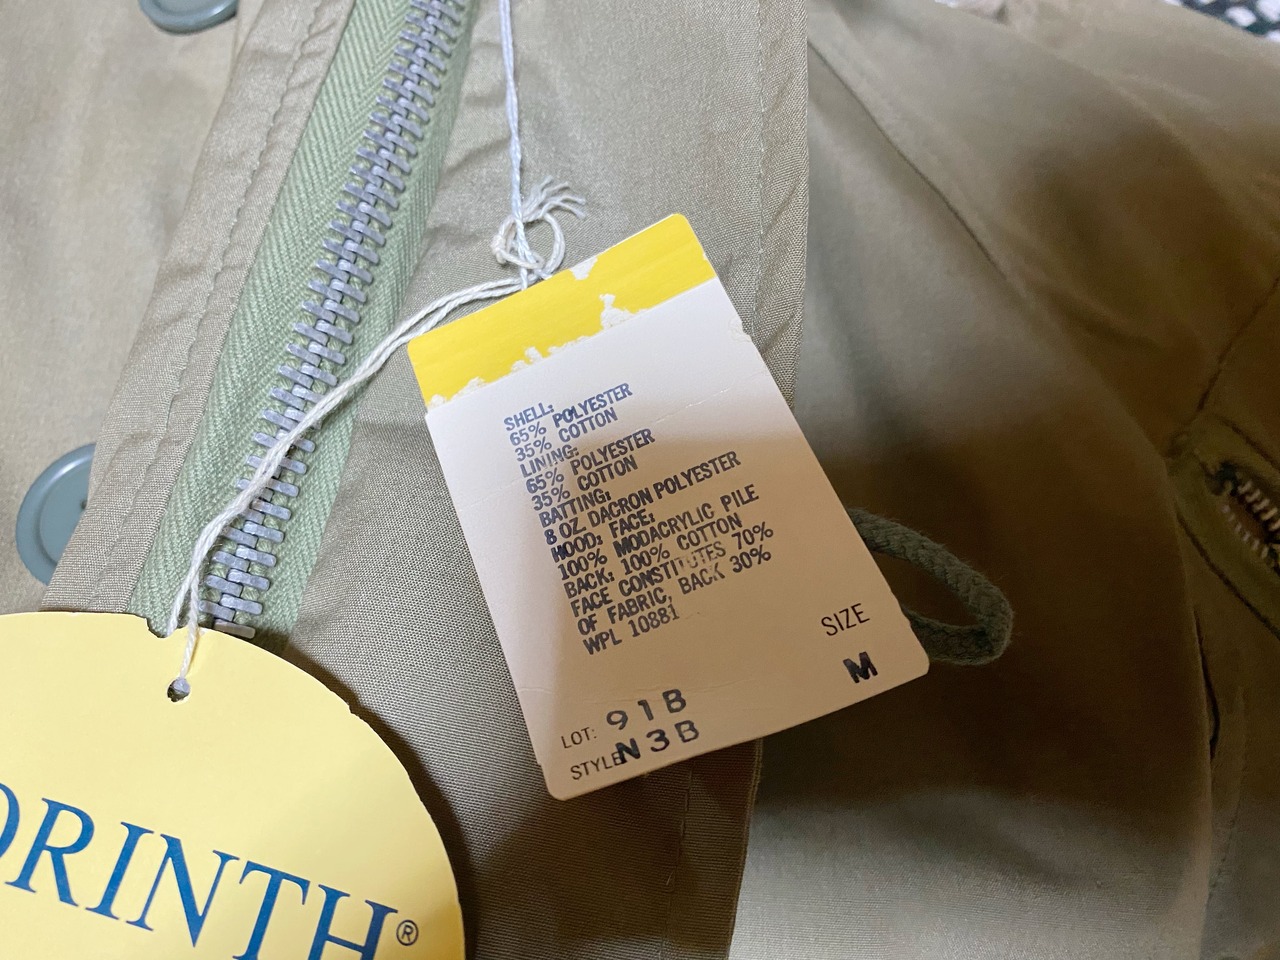 SHELL:
65% POLYESTER
35% COTTON
LINING:
65% POLYESTER
35% COTTON
BATTING:
8 OZ. DACRON POLYESTER
HOOD: FACE:
100% MODACRYLIC PILE
BACK: 100% COTTON
FACE CONSTITUTES 70%
OF FABRIC, BACK 30%
WPL 10881
SIZE
M
LOT: 91B
STYLE N3B
ORINTH®